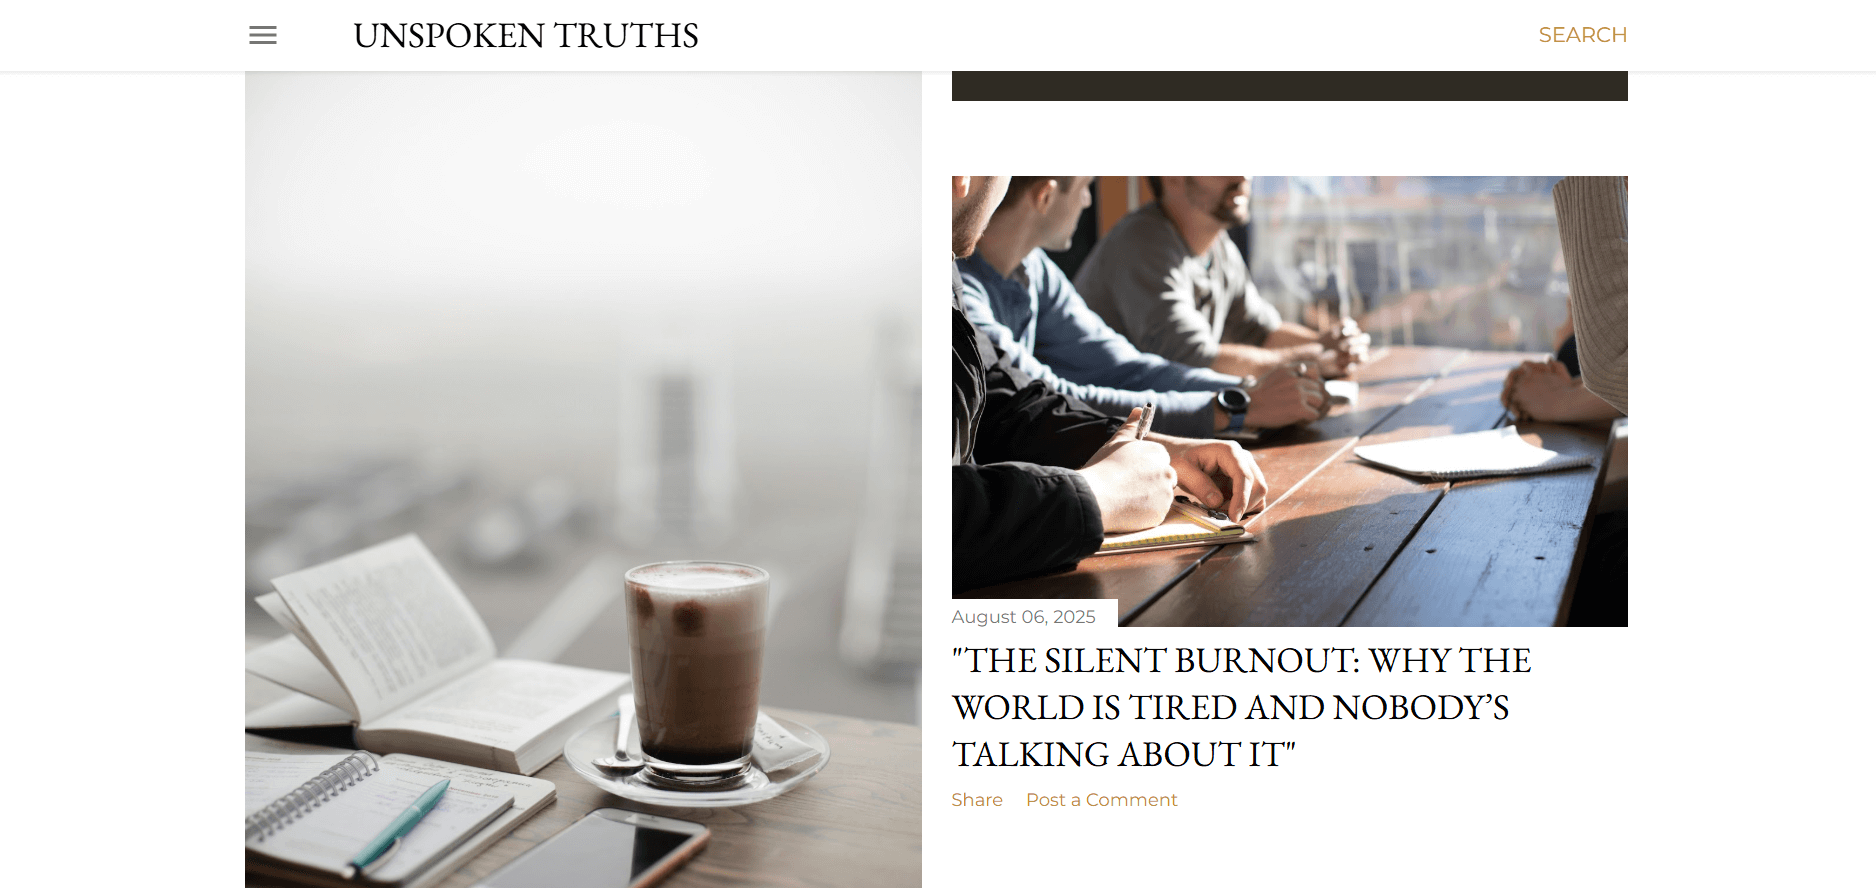 UNSPOKEN TRUTHS
SEARCH
August 06, 2025
"THE SILENT BURNOUT: WHY THE
WORLD IS TIRED AND NOBODY’S
TALKING ABOUT IT"
Share Post a Comment